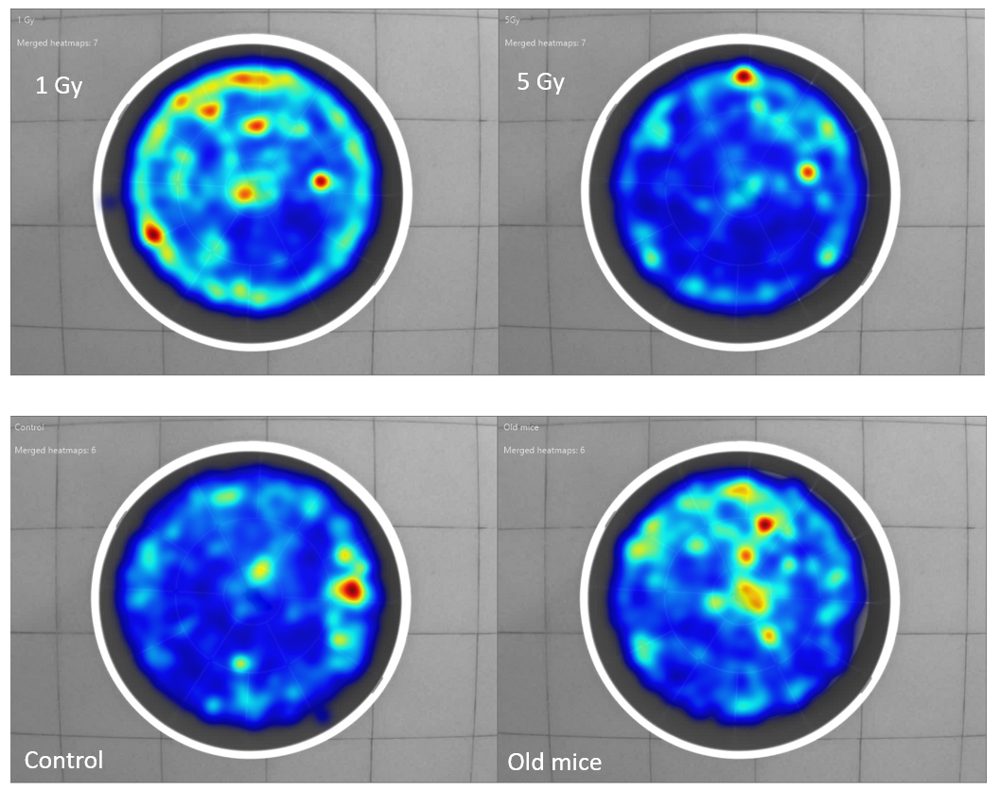 1 Gy
Merged heatmaps: 7
1 Gy
5Gy
Merged heatmaps: 7
5 Gy
Control
Merged heatmaps: 6
Control
Old mice
Merged heatmaps: 6
Old mice